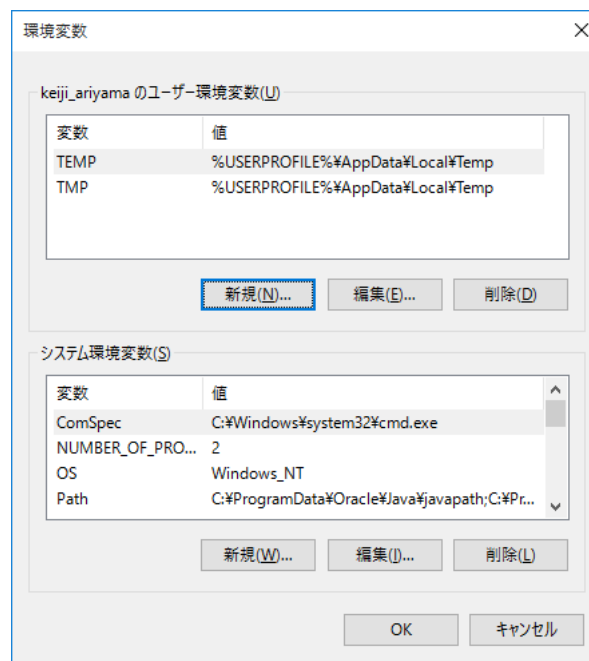 環境変数
keiji_ariyama のユーザー環境変数(U)
変数 値
TEMP %USERPROFILE%¥AppData¥Local¥Temp
TMP %USERPROFILE%¥AppData¥Local¥Temp
新規(N)... 編集(E)... 削除(D)
システム環境変数(S)
変数 値
ComSpec C:¥Windows¥system32¥cmd.exe
NUMBER_OF_PRO... 2
OS Windows_NT
Path C:¥ProgramData¥Oracle¥Java¥javapath;C:¥Pr...
新規(W)... 編集(I)... 削除(L)
OK キャンセル